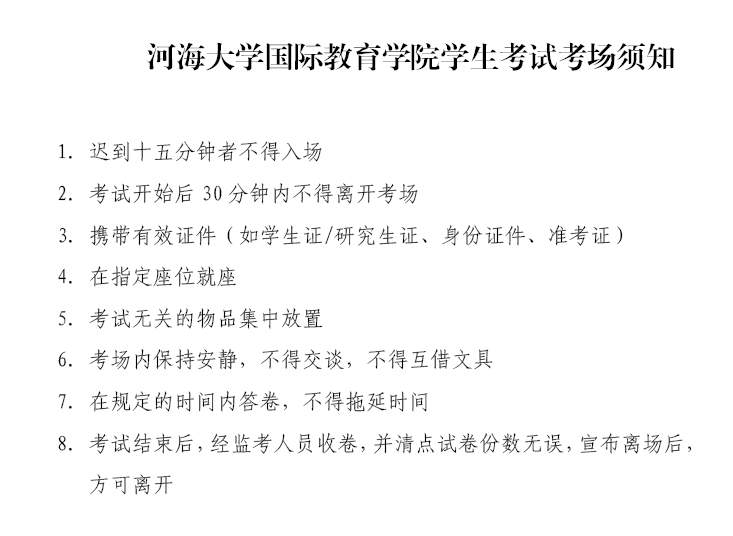 河海大学国际教育学院学生考试考场须知
1. 迟到十五分钟者不得入场
2. 考试开始后 30 分钟内不得离开考场
3. 携带有效证件（如学生证/研究生证、身份证件、准考证）
4. 在指定座位就座
5. 考试无关的物品集中放置
6. 考场内保持安静，不得交谈，不得互借文具
7. 在规定的时间内答卷，不得拖延时间
8. 考试结束后，经监考人员收卷，并清点试卷份数无误，宣布离场后，
方可离开